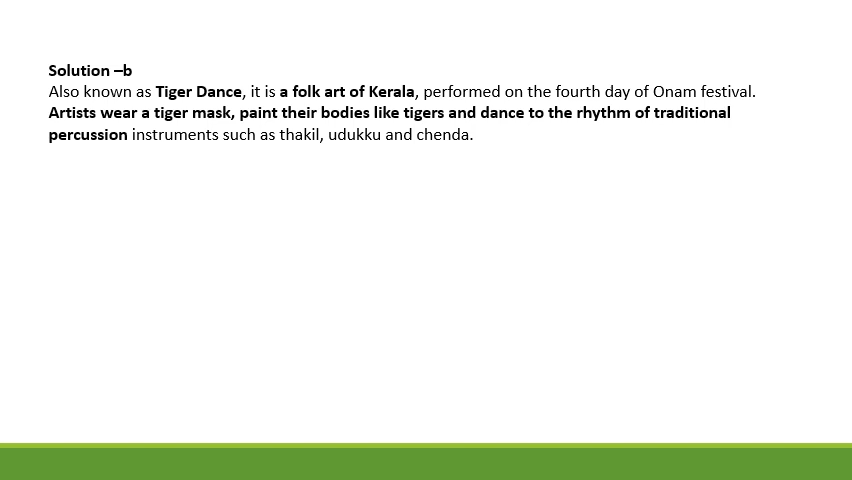 Solution –b
Also known as Tiger Dance, it is a folk art of Kerala, performed on the fourth day of Onam festival.
Artists wear a tiger mask, paint their bodies like tigers and dance to the rhythm of traditional
percussion instruments such as thakil, udukku and chenda.